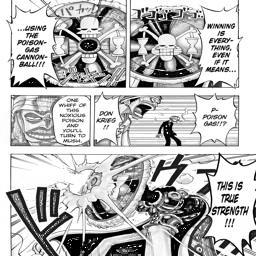 WINNING
IS EVERY-
THING,
EVEN IF
IT MEANS...
...USING
THE
POISON-
GAS
CANNON-
BALL!!!
P-
POISON
GAS!!?
DON
KRIEG
!!
ONE
WHIFF OF
THIS
NOXIOUS
POISON
AND
YOU'LL
TURN TO
MUSH.
THIS IS
TRUE
STRENGTH
!!!